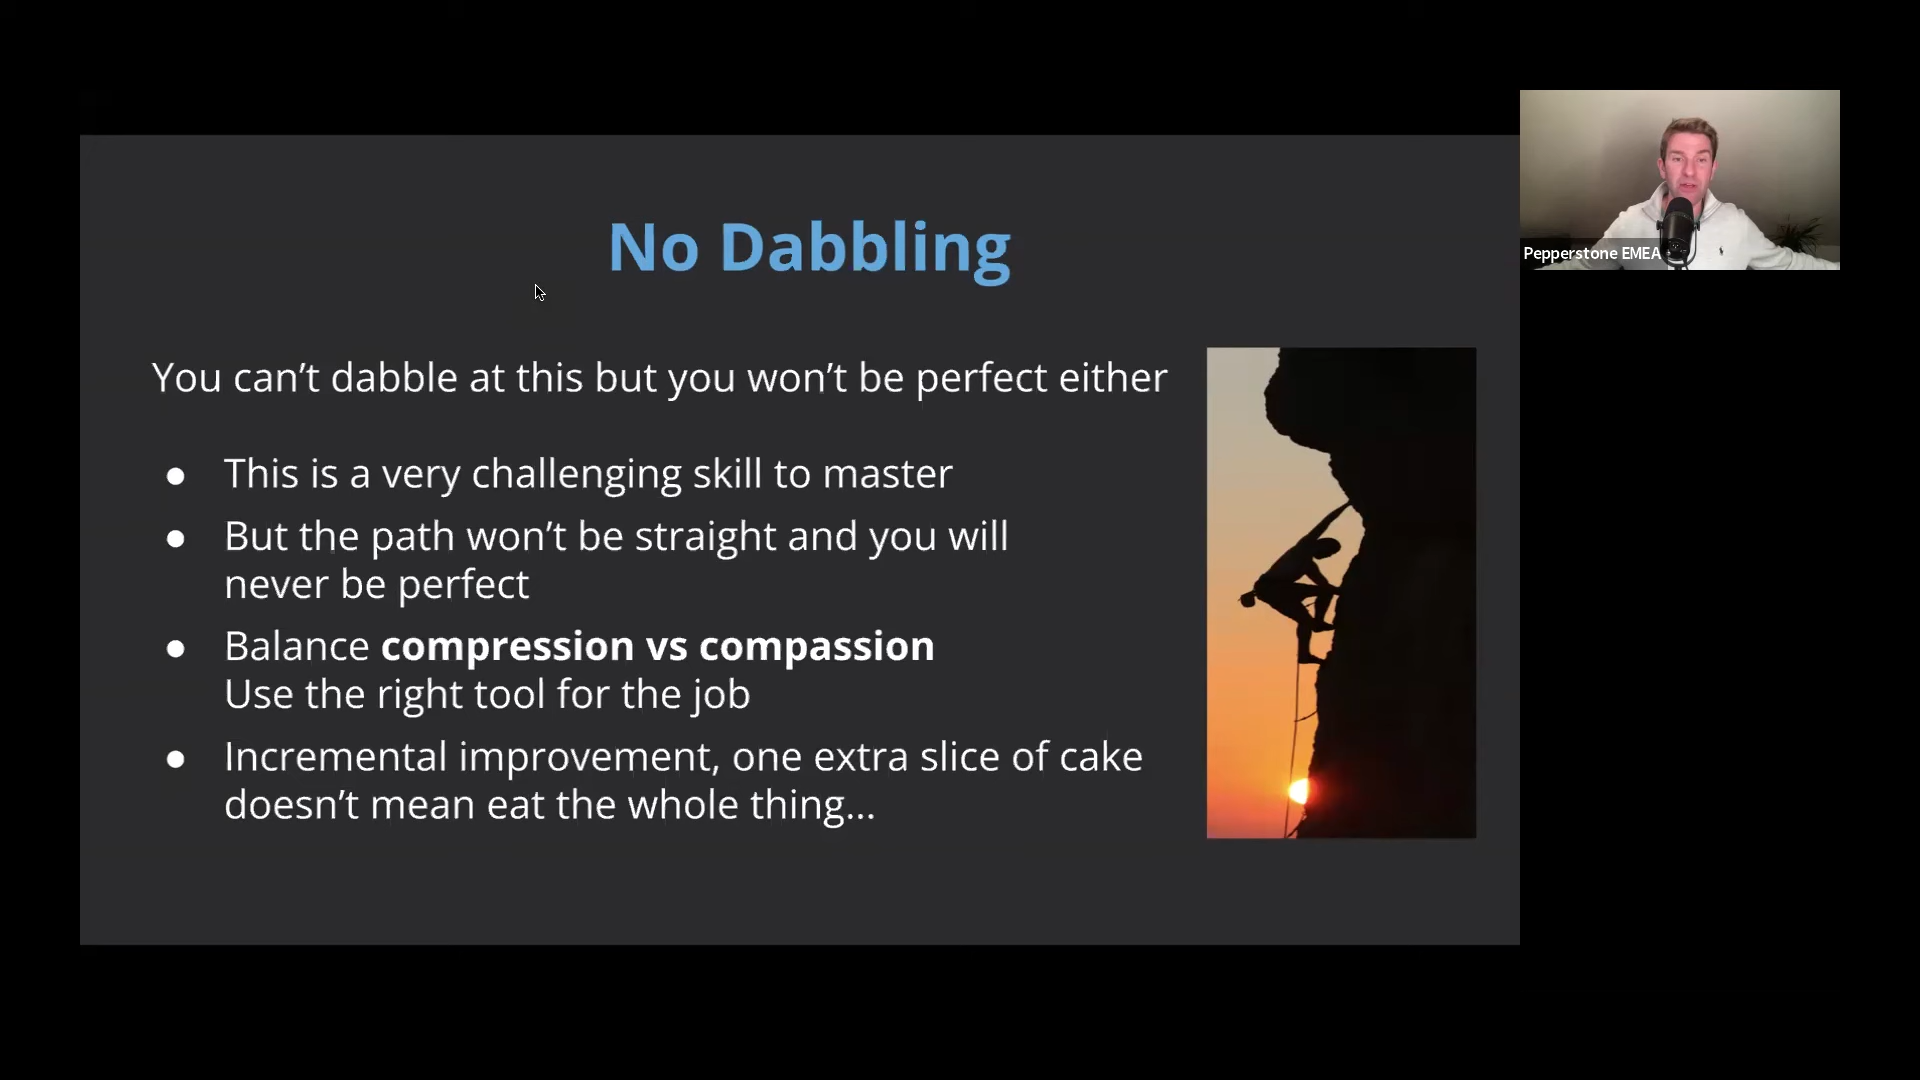 No Dabbling
You can’t dabble at this but you won’t be perfect either
● This is a very challenging skill to master
● But the path won’t be straight and you will
never be perfect
● Balance compression vs compassion
Use the right tool for the job
● Incremental improvement, one extra slice of cake
doesn’t mean eat the whole thing...
Pepperstone EMEA